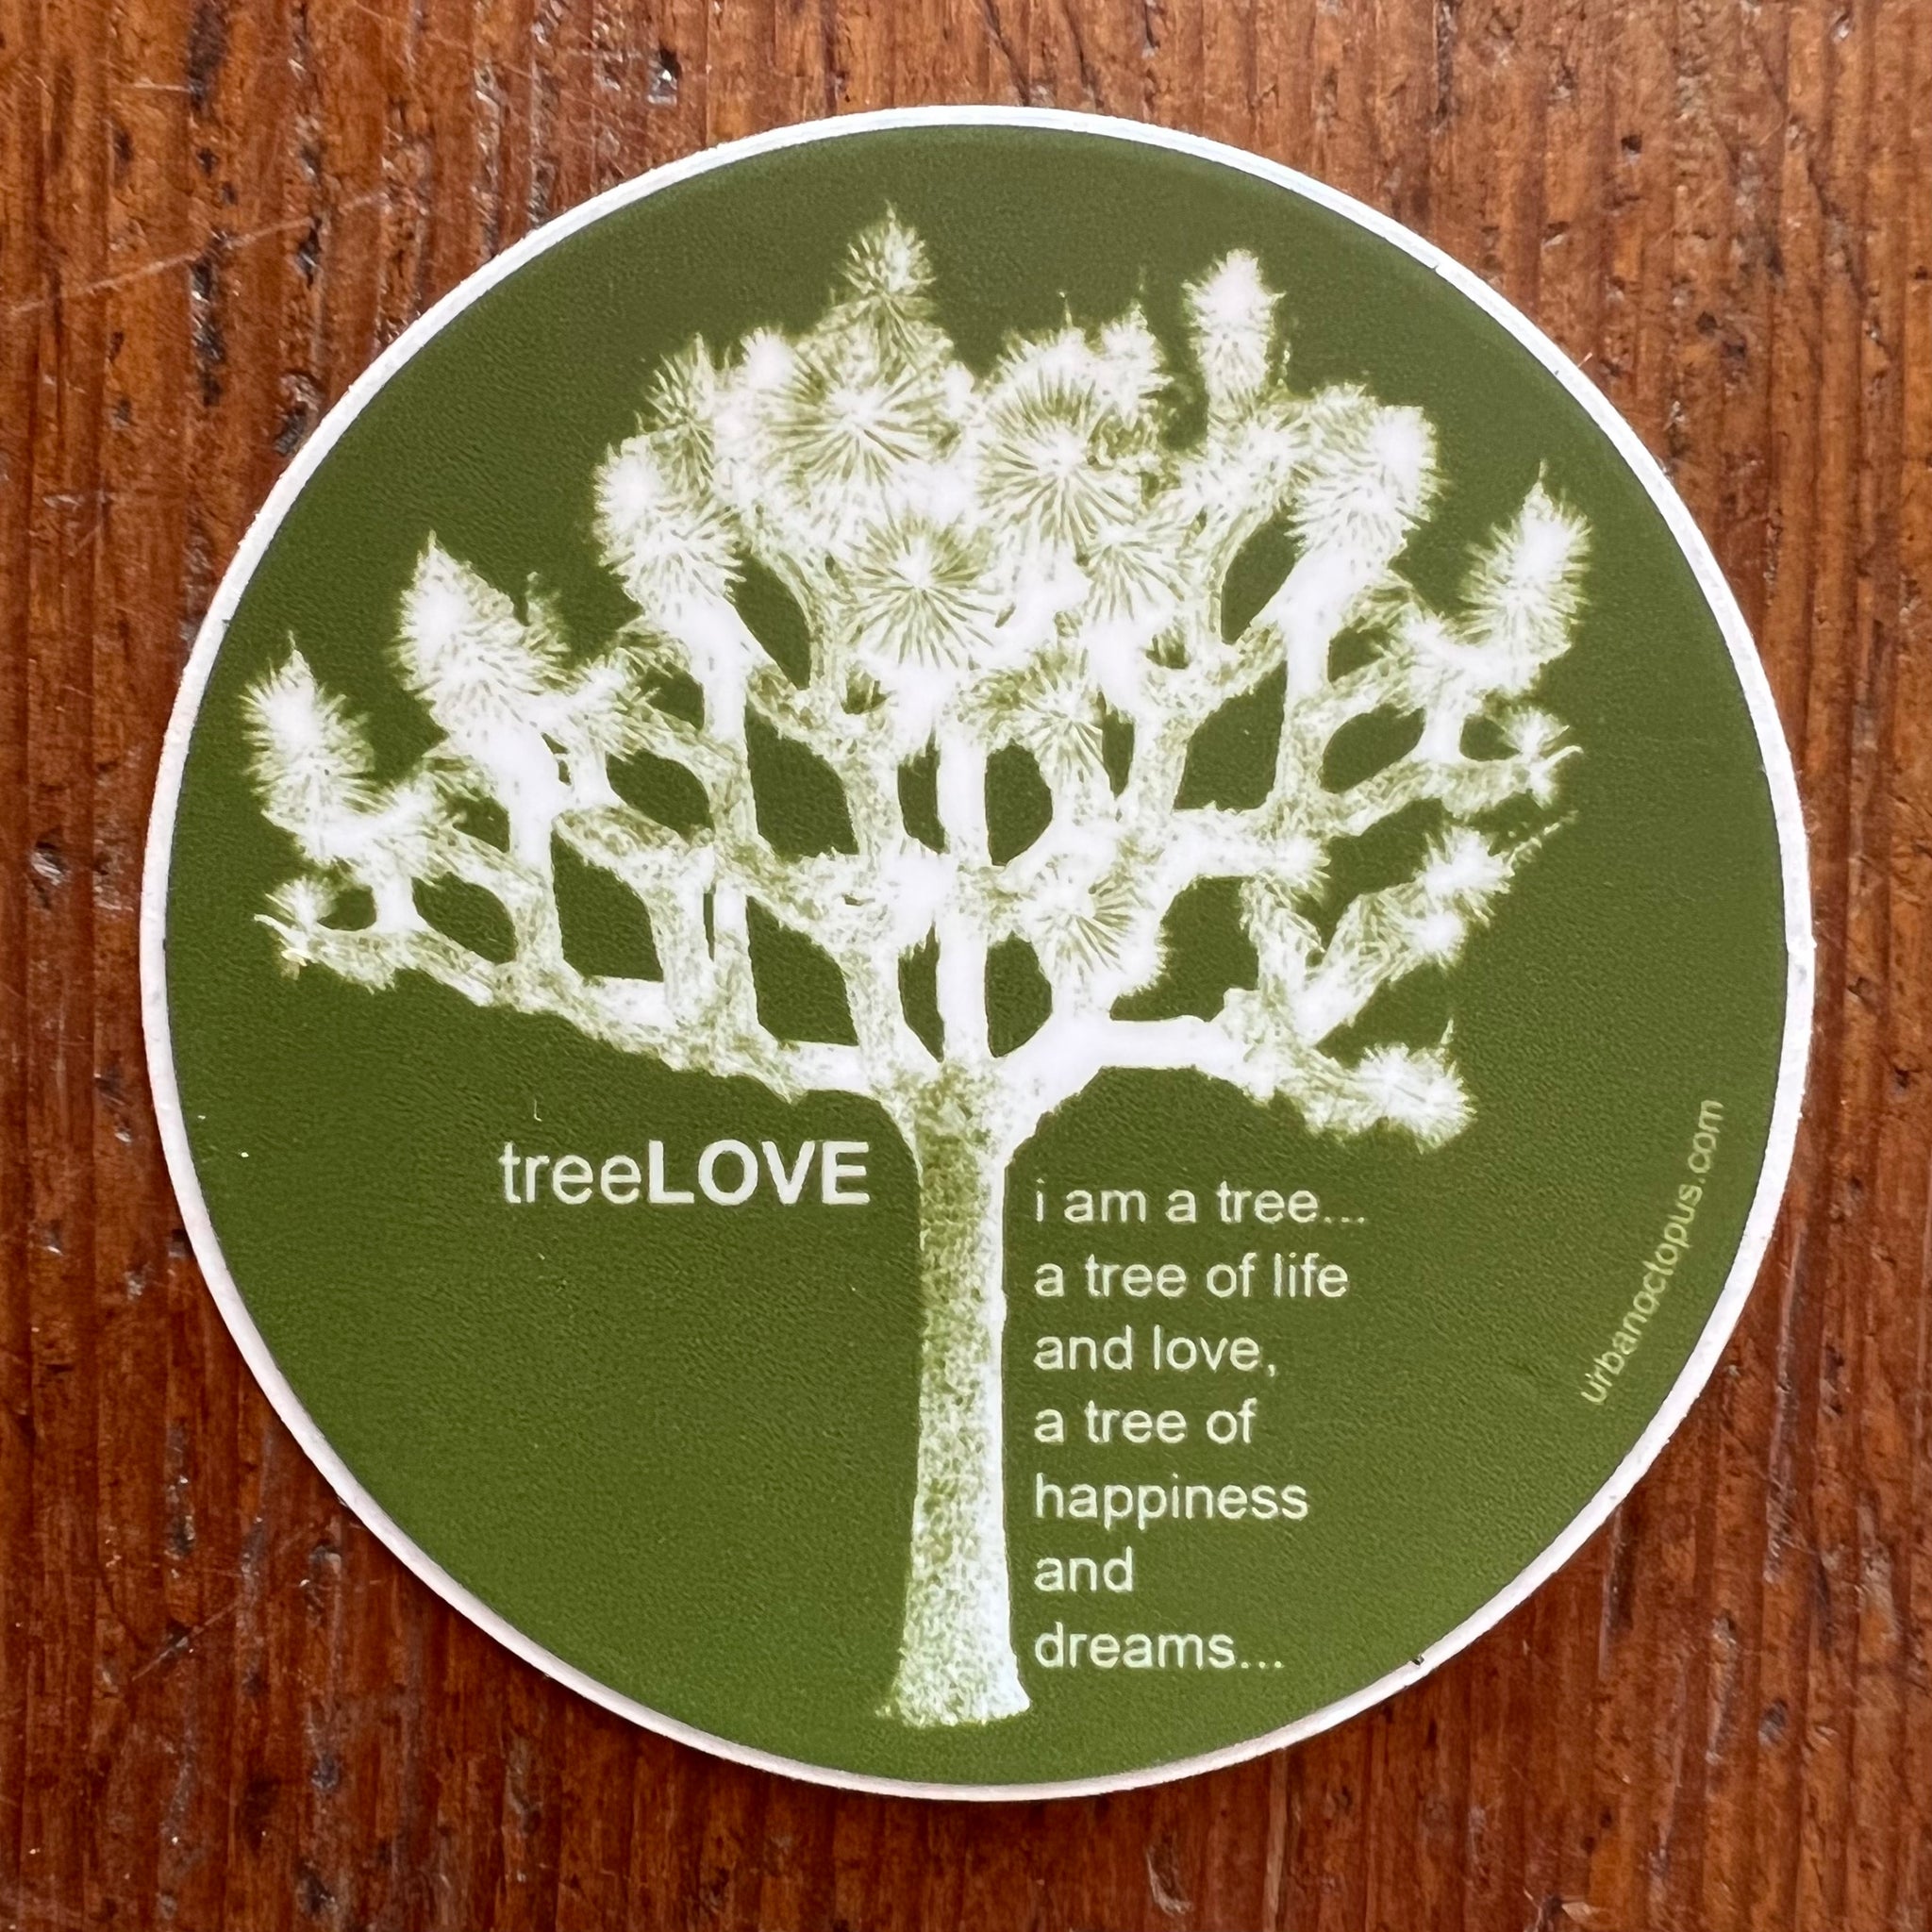 treeLOVE
i am a tree...
a tree of life
and love,
a tree of
happiness
and
dreams...
urbanoctopus.com